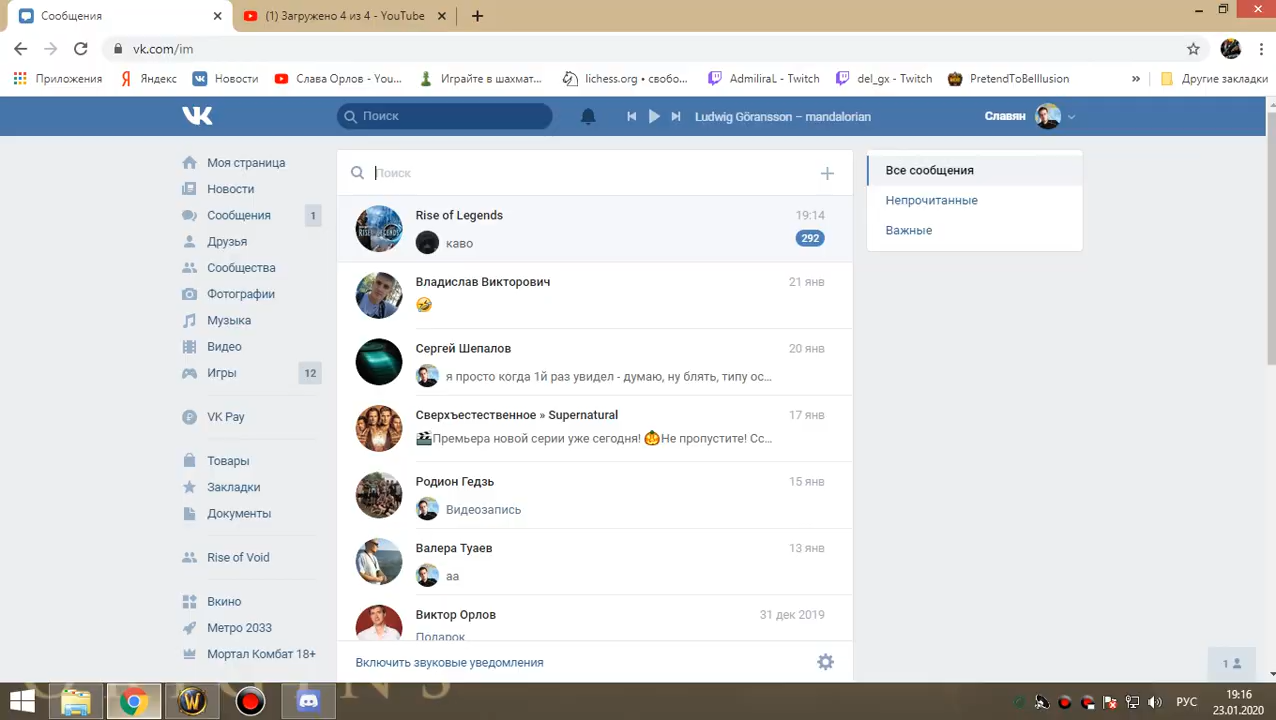 Сообщения
(1) Загружено 4 из 4 - YouTube
vk.com/im
Приложения
Яндекс
Новости
Слава Орлов - You...
Играйте в шахмат...
lichess.org • свобо...
AdmiraL - Twitch
del_gx - Twitch
PretendToBeIllusion
»
Другие закладки
Поиск
Ludwig Göransson – mandalorian
Славян
Моя страница
Новости
Сообщения 1
Друзья
Сообщества
Фотографии
Музыка
Видео
Игры 12
VK Pay
Товары
Закладки
Документы
Rise of Void
Вкино
Метро 2033
Мортал Комбат 18+
Поиск
Rise of Legends 19:14
каво 292
Владислав Викторович 21 янв
🤣
Сергей Шепалов 20 янв
я просто когда 1й раз увидел - думаю, ну блять, типу ос...
Сверхъестественное » Supernatural 17 янв
🎬Премьера новой серии уже сегодня! 🎃Не пропустите! Сс...
Родион Гедзь 15 янв
Видеозапись
Валера Туаев 13 янв
аа
Виктор Орлов 31 дек 2019
Подарок
Включить звуковые уведомления
Все сообщения
Непрочитанные
Важные
1
РУС
19:16
23.01.2020